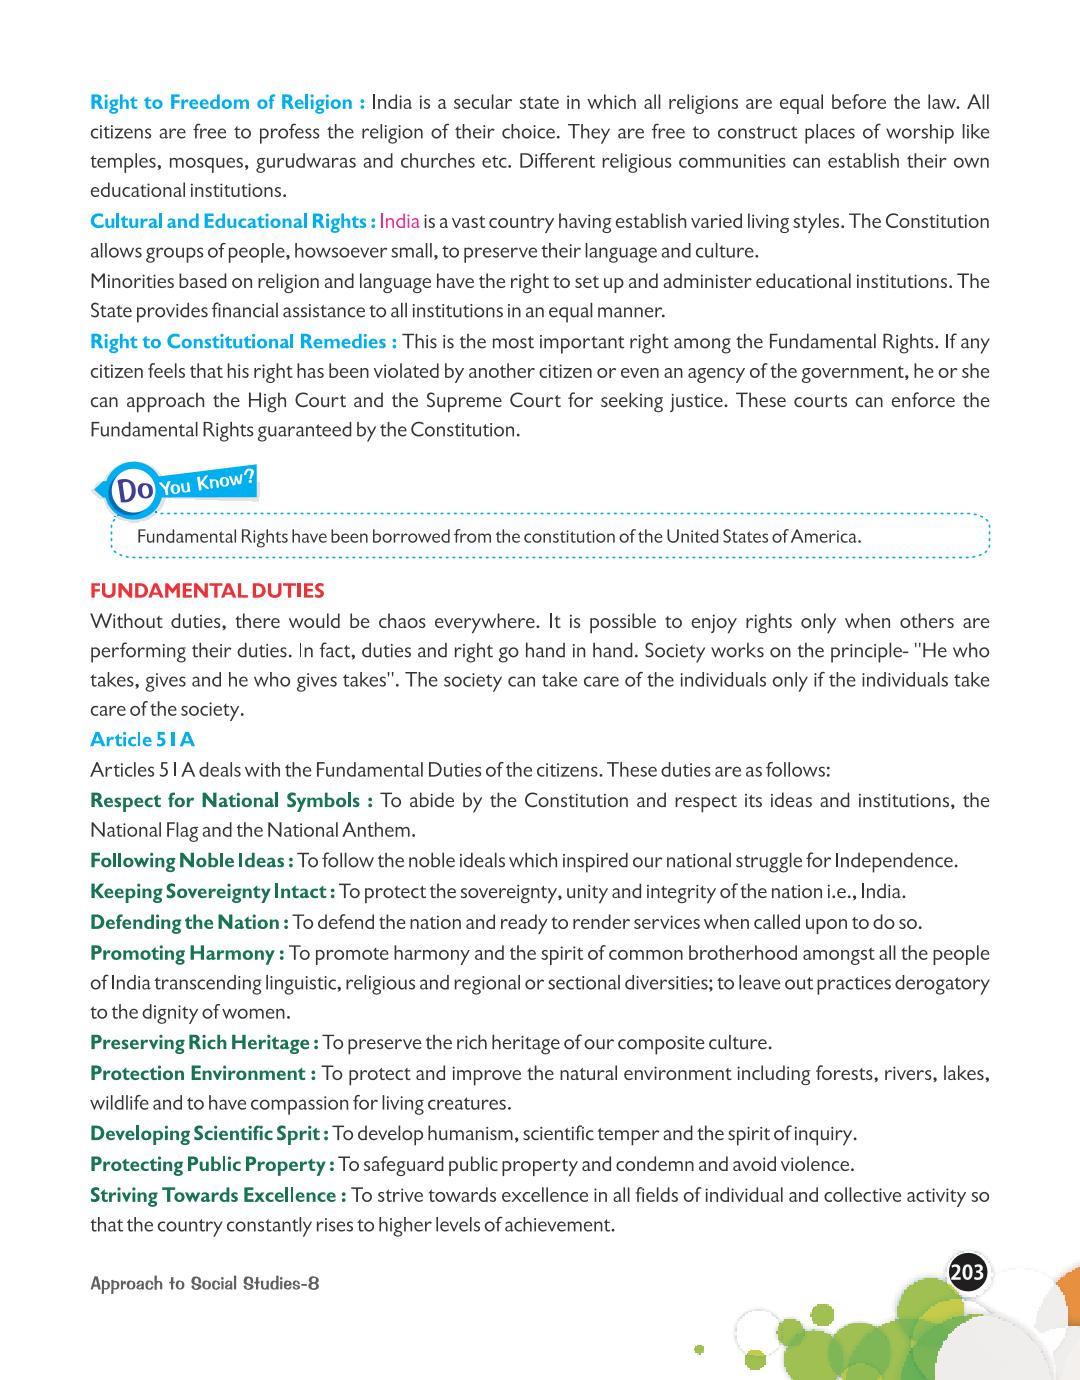 Right to Freedom of Religion : India is a secular state in which all religions are equal before the law. All
citizens are free to profess the religion of their choice. They are free to construct places of worship like
temples, mosques, gurudwaras and churches etc. Different religious communities can establish their own
educational institutions.
Cultural and Educational Rights : India is a vast country having establish varied living styles. The Constitution
allows groups of people, howsoever small, to preserve their language and culture.
Minorities based on religion and language have the right to set up and administer educational institutions. The
State provides financial assistance to all institutions in an equal manner.
Right to Constitutional Remedies : This is the most important right among the Fundamental Rights. If any
citizen feels that his right has been violated by another citizen or even an agency of the government, he or she
can approach the High Court and the Supreme Court for seeking justice. These courts can enforce the
Fundamental Rights guaranteed by the Constitution.
Do You Know?
Fundamental Rights have been borrowed from the constitution of the United States of America.
FUNDAMENTAL DUTIES
Without duties, there would be chaos everywhere. It is possible to enjoy rights only when others are
performing their duties. In fact, duties and right go hand in hand. Society works on the principle- "He who
takes, gives and he who gives takes". The society can take care of the individuals only if the individuals take
care of the society.
Article 51A
Articles 51A deals with the Fundamental Duties of the citizens. These duties are as follows:
Respect for National Symbols : To abide by the Constitution and respect its ideas and institutions, the
National Flag and the National Anthem.
Following Noble Ideas : To follow the noble ideals which inspired our national struggle for Independence.
Keeping Sovereignty Intact : To protect the sovereignty, unity and integrity of the nation i.e., India.
Defending the Nation : To defend the nation and ready to render services when called upon to do so.
Promoting Harmony : To promote harmony and the spirit of common brotherhood amongst all the people
of India transcending linguistic, religious and regional or sectional diversities; to leave out practices derogatory
to the dignity of women.
Preserving Rich Heritage : To preserve the rich heritage of our composite culture.
Protection Environment : To protect and improve the natural environment including forests, rivers, lakes,
wildlife and to have compassion for living creatures.
Developing Scientific Sprit : To develop humanism, scientific temper and the spirit of inquiry.
Protecting Public Property : To safeguard public property and condemn and avoid violence.
Striving Towards Excellence : To strive towards excellence in all fields of individual and collective activity so
that the country constantly rises to higher levels of achievement.
Approach to Social Studies-8
203